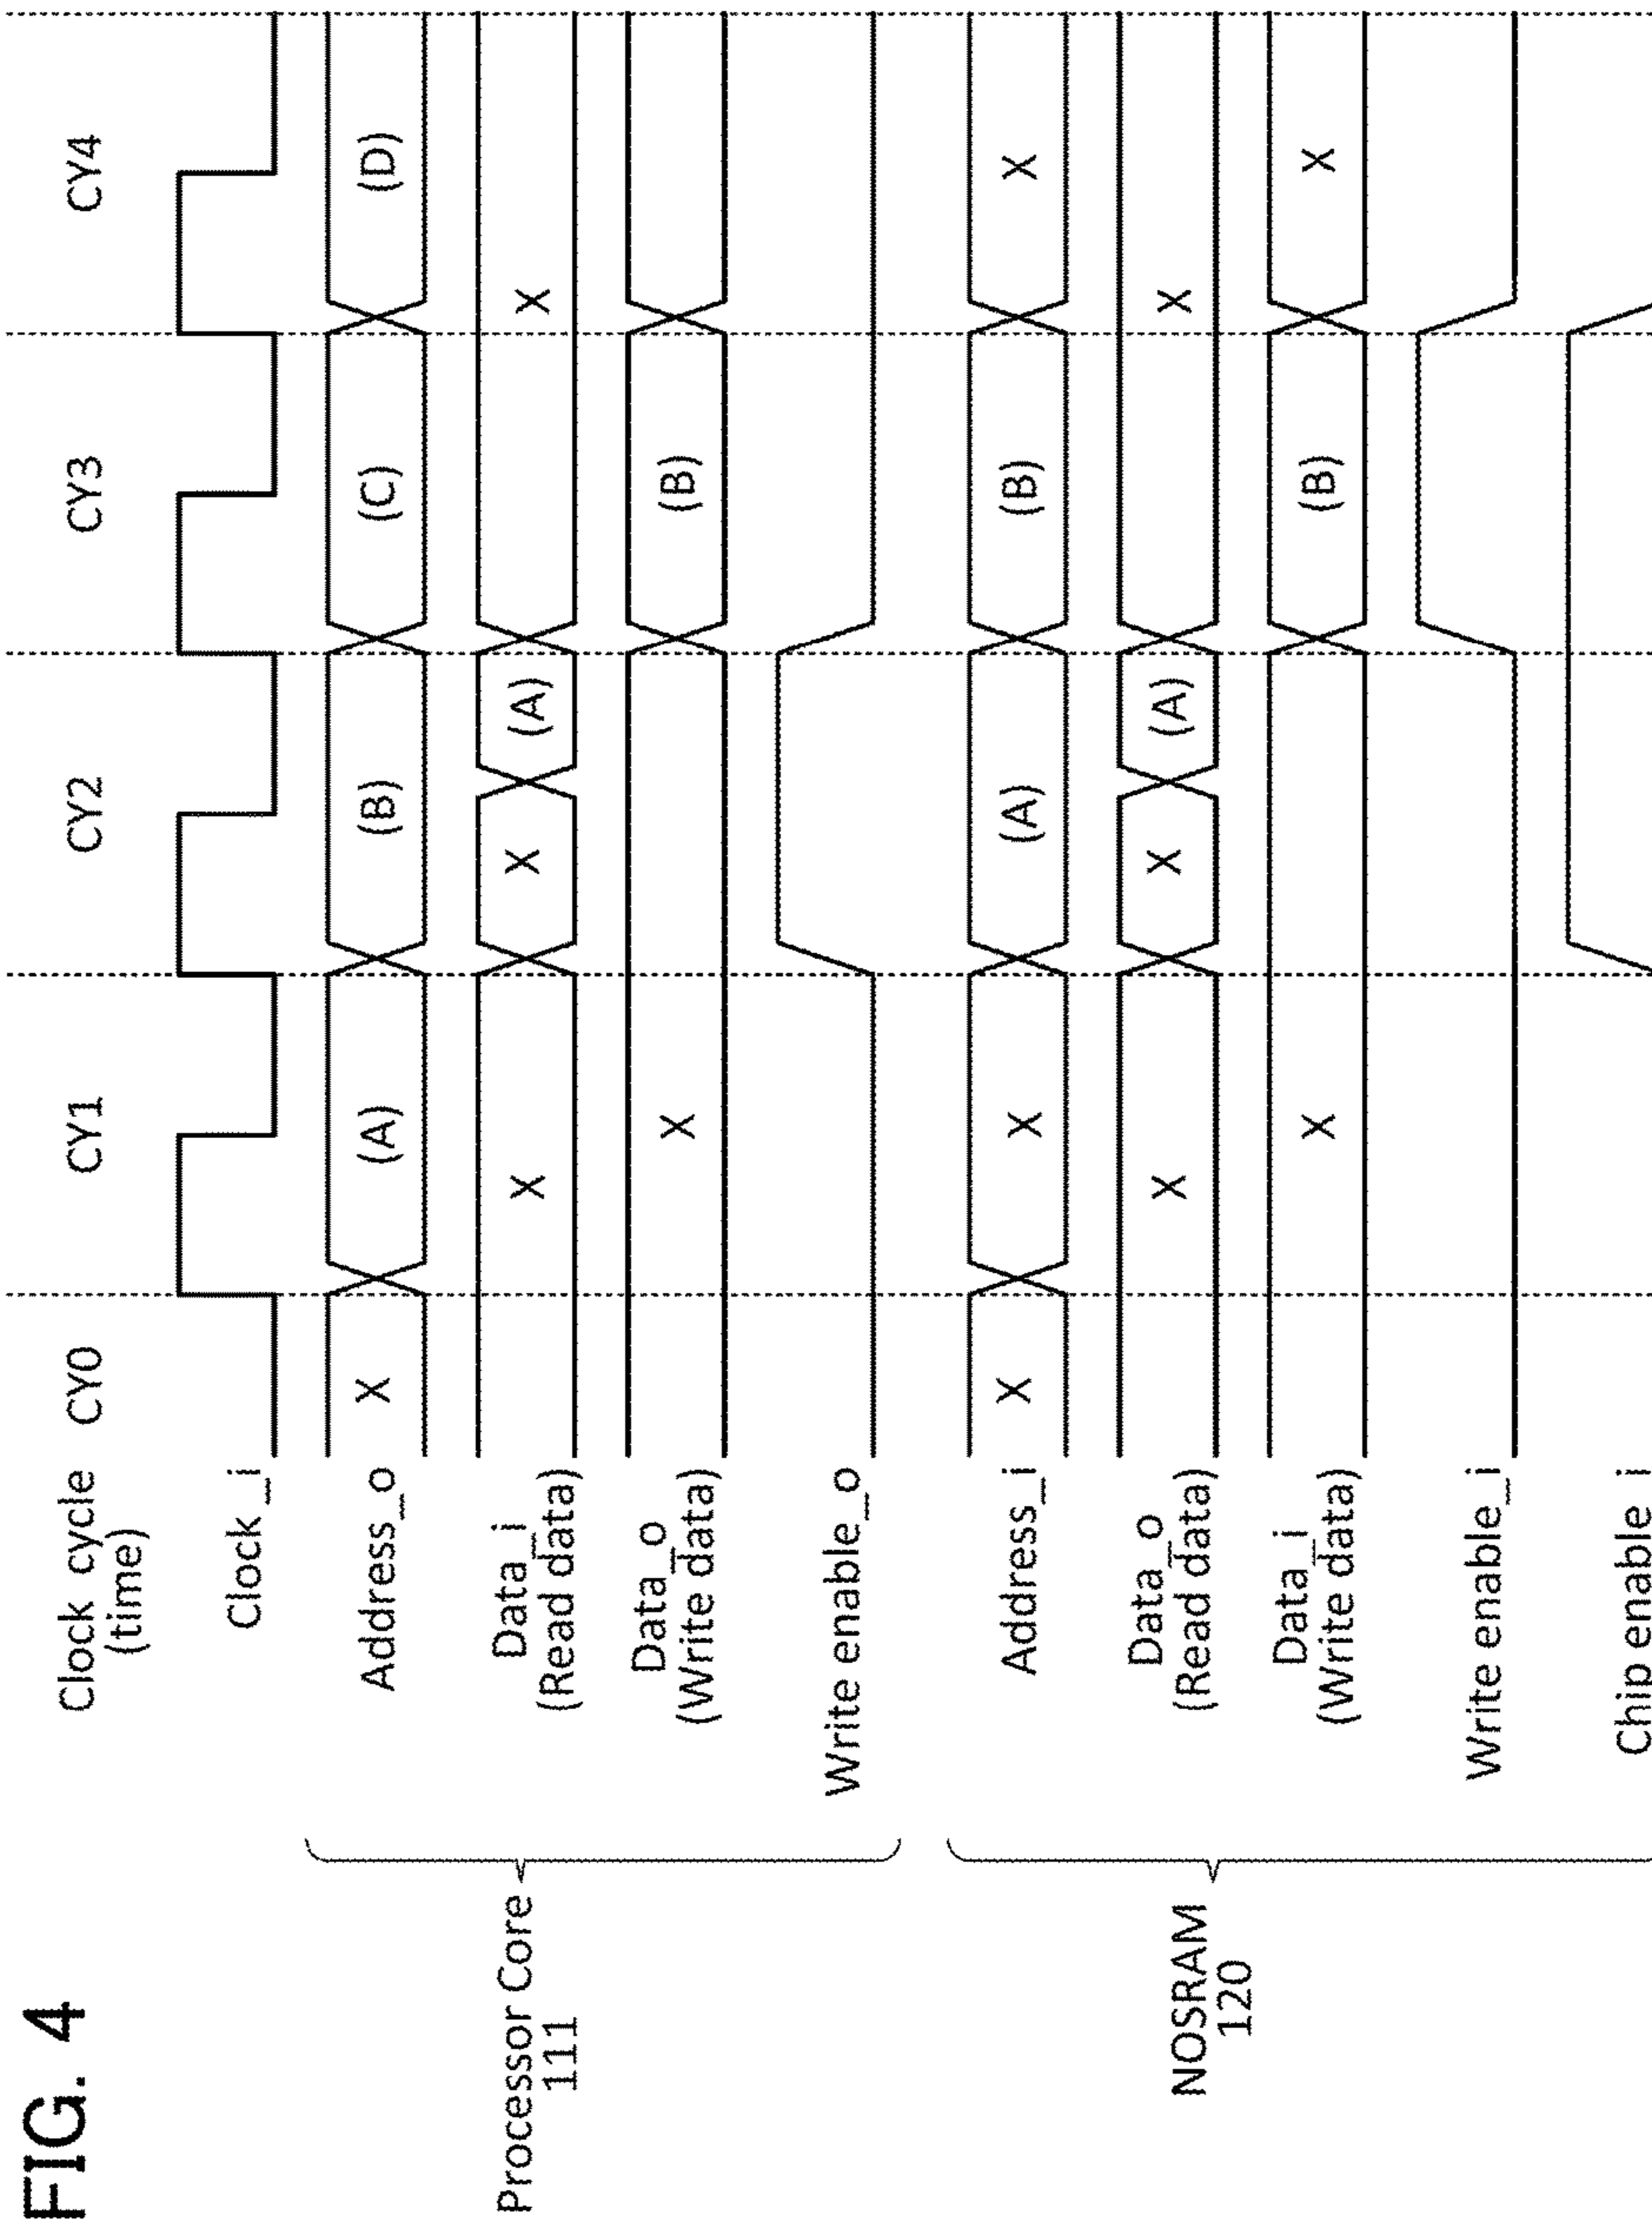 FIG. 4
Clock cycle
(time)
CY0
CY1
CY2
CY3
CY4
Clock_i
Processor Core
111
Address_o
X
(A)
(B)
(C)
(D)
Data_i
(Read data)
X
X
(A)
X
Data_o
(Write data)
X
(B)
Write enable_o
NOSRAM
120
Address_i
X
X
(A)
(B)
X
Data_o
(Read data)
X
X
(A)
X
Data_i
(Write data)
X
(B)
X
Write enable_i
Chip enable_i